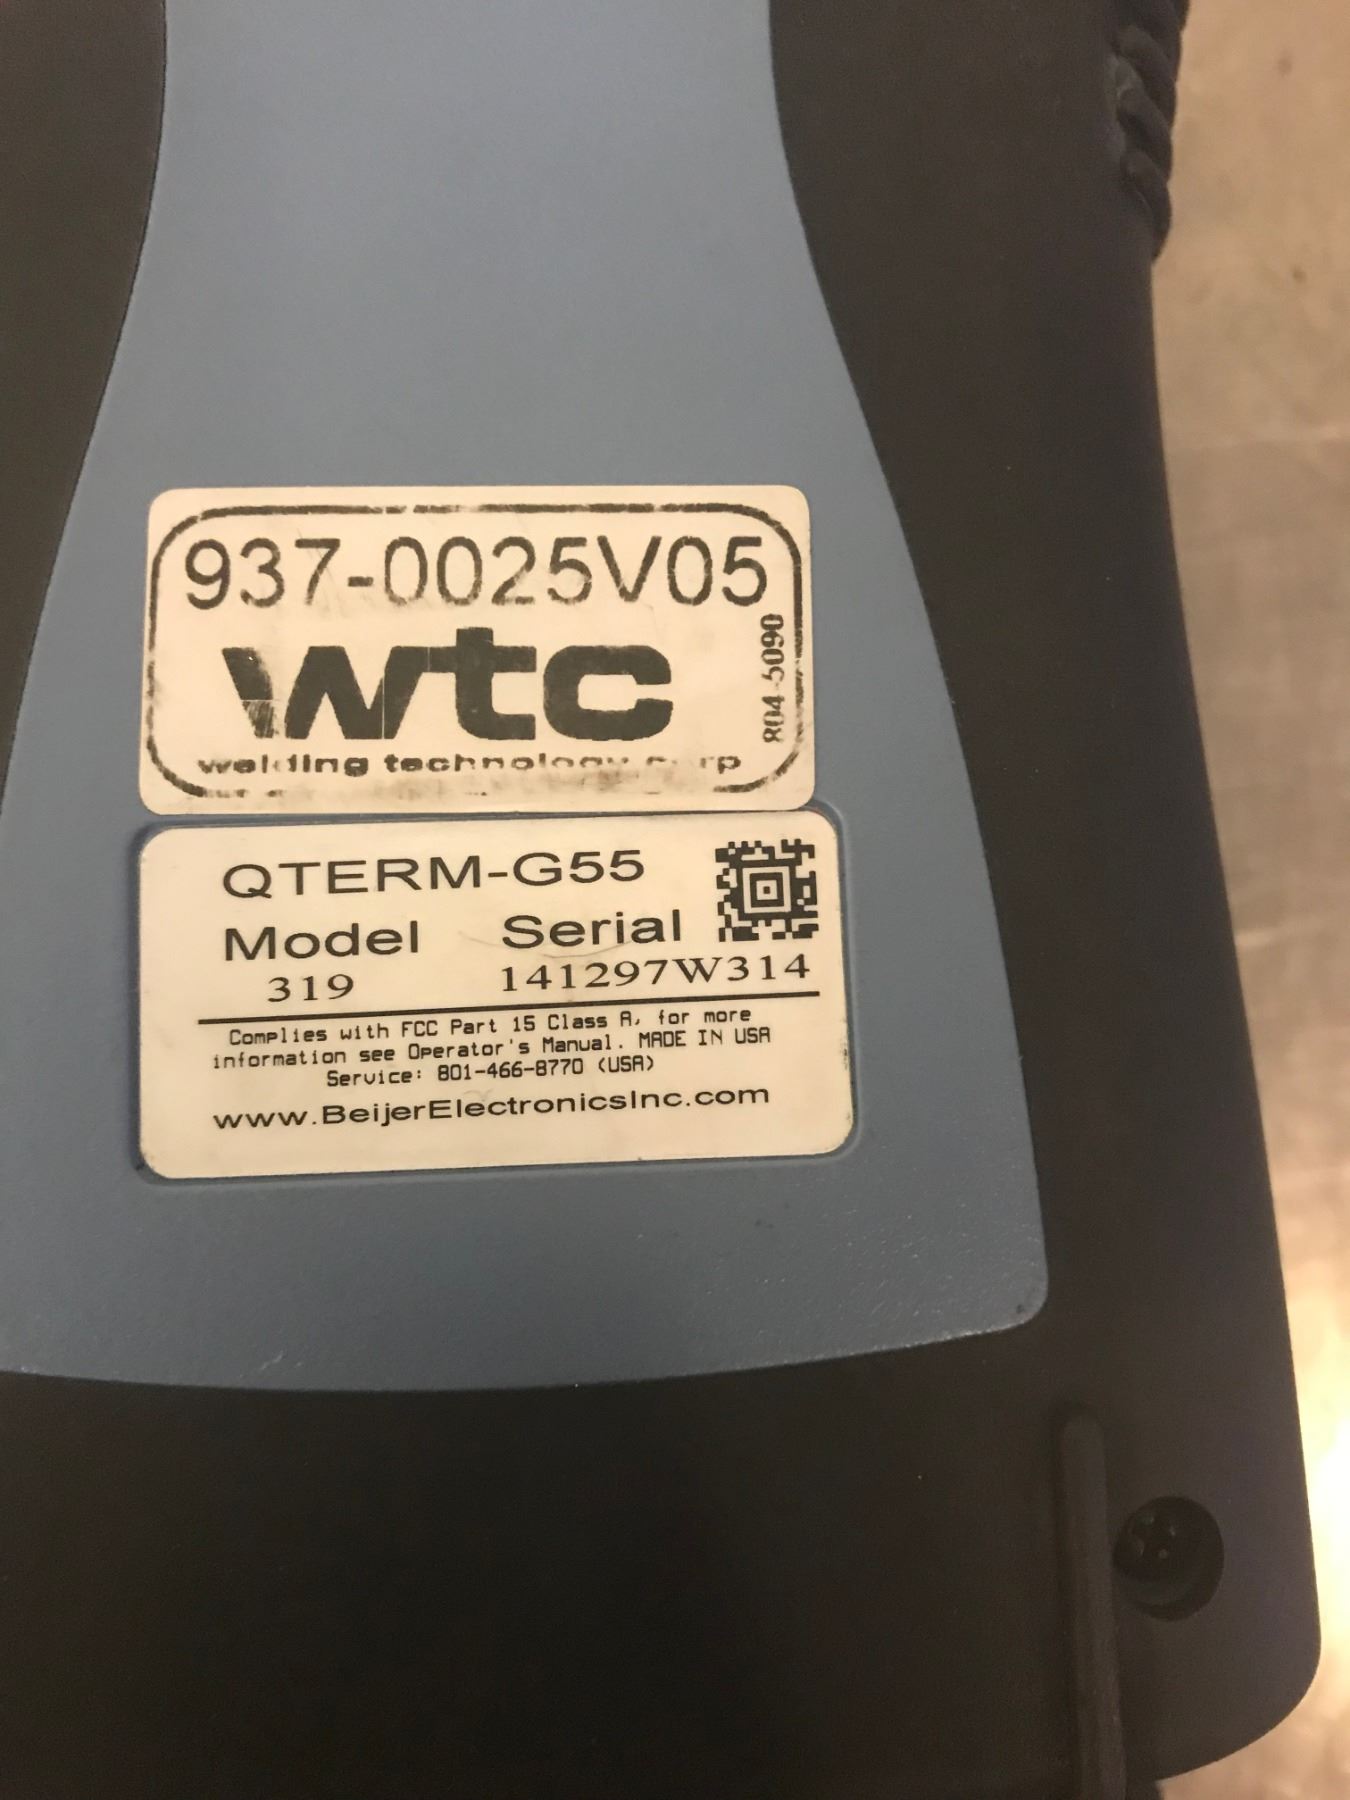 937-0025V05
wtc
804-5090
welding technology corp
QTERM-G55
Model Serial
319 141297W314
Complies with FCC Part 15 Class A, for more
information see Operator's Manual. MADE IN USA
Service: 801-466-8770 (USA)
www.BeijerElectronicsInc.com